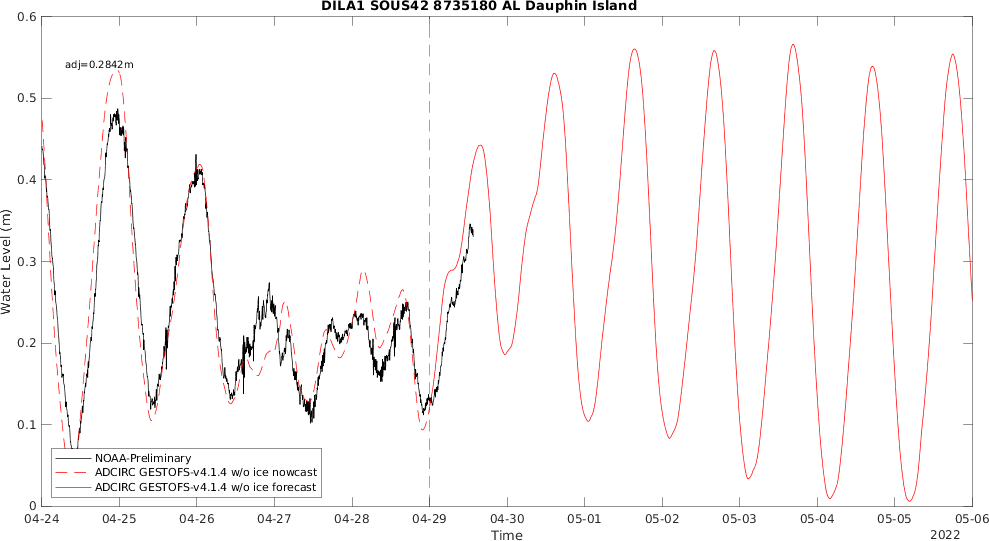 DILA1 SOUS42 8735180 AL Dauphin Island
adj=0.2842m
Water Level (m)
0.6
0.5
0.4
0.3
0.2
0.1
0
NOAA-Preliminary
ADCIRC GESTOFS-v4.1.4 w/o ice nowcast
ADCIRC GESTOFS-v4.1.4 w/o ice forecast
04-24 04-25 04-26 04-27 04-28 04-29 04-30 05-01 05-02 05-03 05-04 05-05 05-06
Time
2022